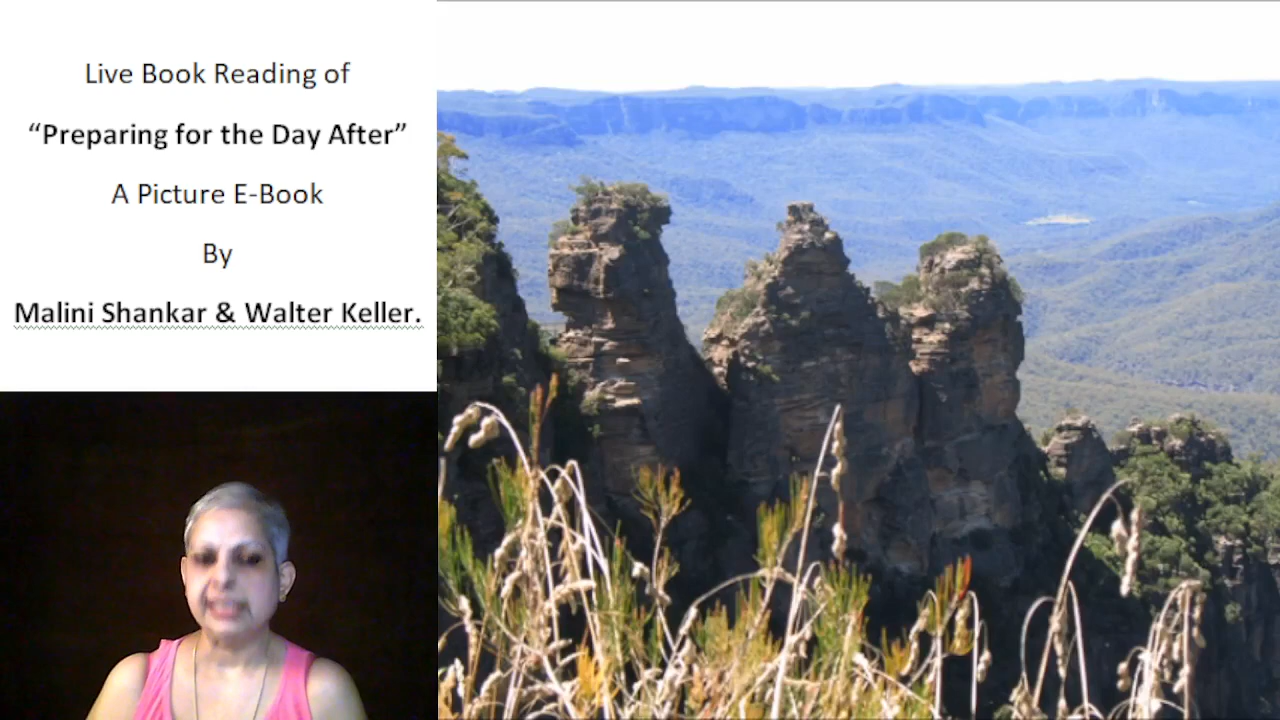 Live Book Reading of
“Preparing for the Day After”
A Picture E-Book
By
Malini Shankar & Walter Keller.